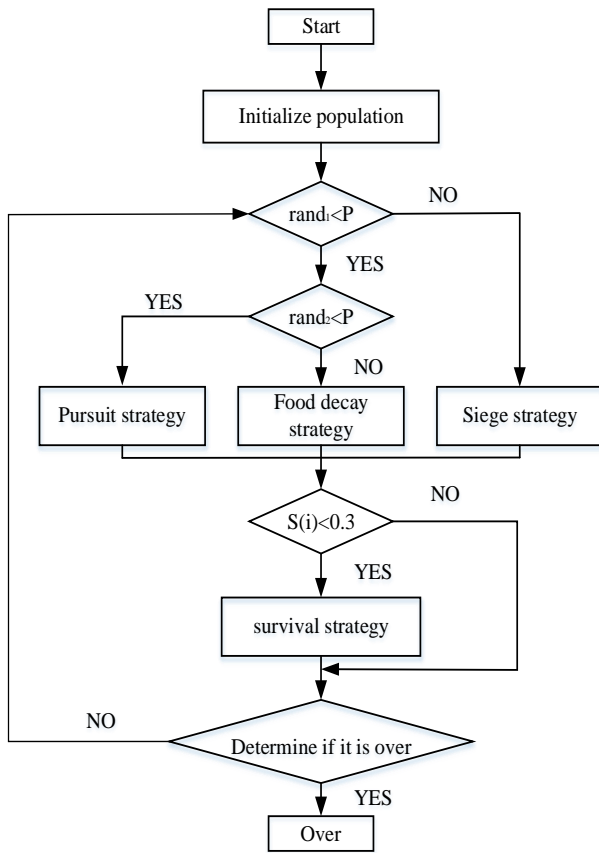 Start
Initialize population
rand₁<P
NO
YES
rand₂<P
YES
NO
Pursuit strategy
Food decay
strategy
Siege strategy
S(i)<0.3
NO
YES
survival strategy
NO
Determine if it is over
YES
Over